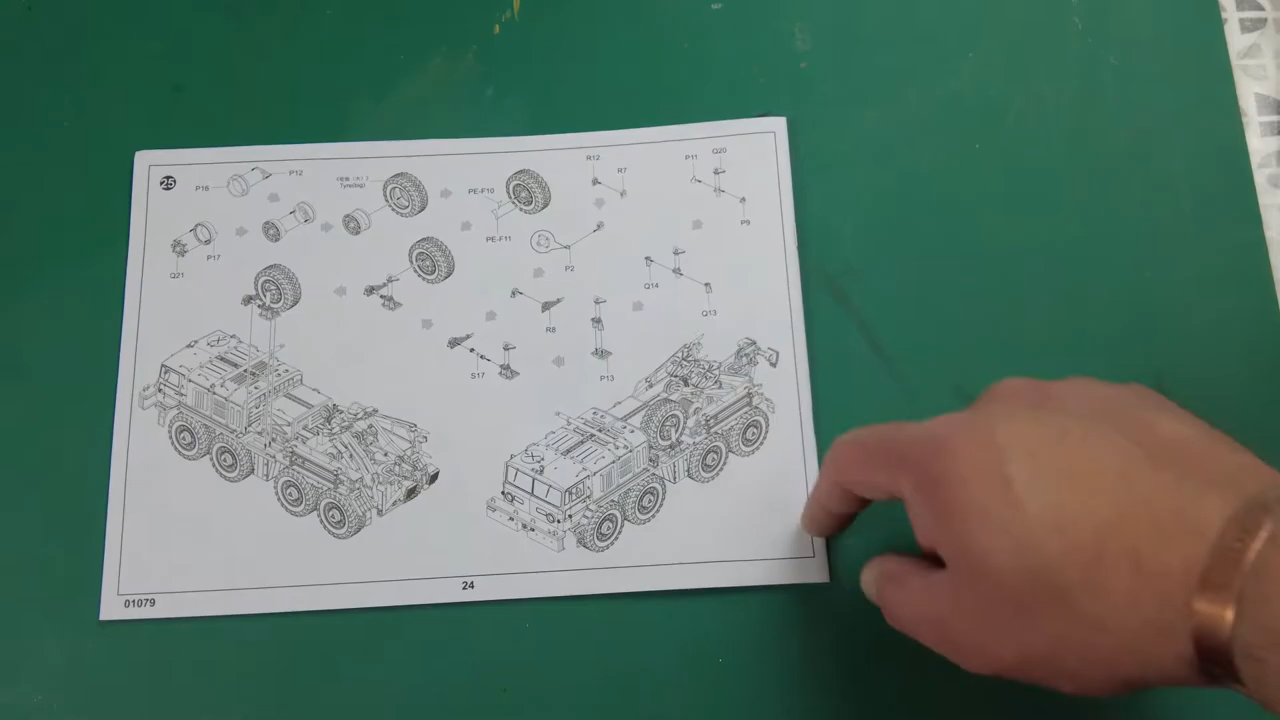 25
P16
P12
Tyre(big)
PE-F10
PE-F11
R12
R7
P11
Q20
P9
Q21
P17
P2
Q14
Q13
R8
S17
P13
24
01079